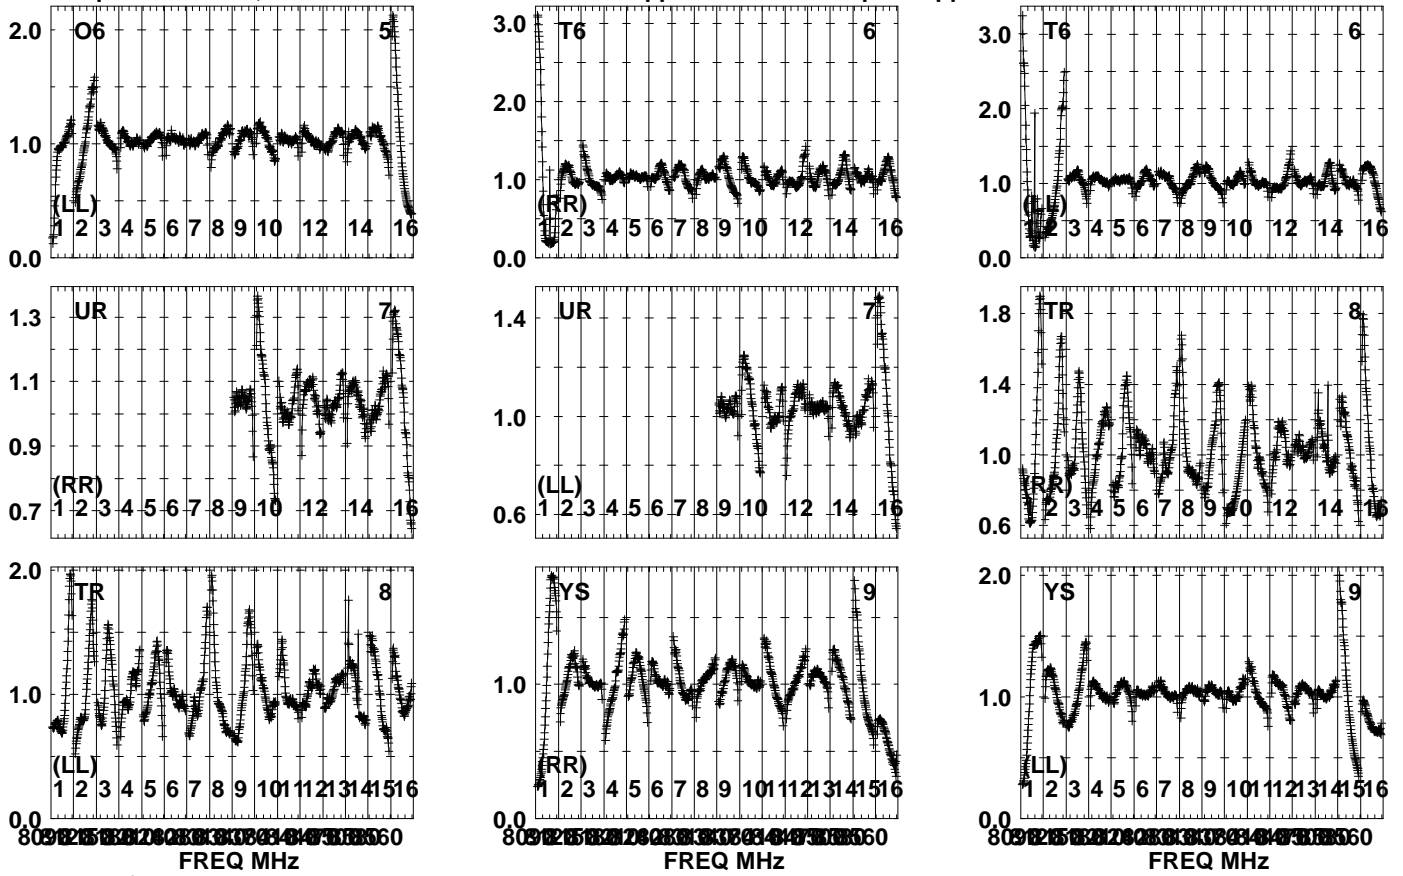 2.0 O6 5 3.0 T6 6 3.0 T6 6
2.0 2.0
1.0 1.0 1.0
(LL) (RR) (LL)
1 2 3 4 5 6 7 8 9 10 12 14 16 1 2 3 4 5 6 7 8 9 10 12 14 16 1 2 3 4 5 6 7 8 9 10 12 14 16
0.0 0.0 0.0
1.3 UR 7 1.4 UR 7 1.8 TR 8
1.1 1.4
0.9 1.0 1.0
(RR) (LL) (RR)
0.7 1 2 3 4 5 6 7 8 9 10 12 14 16 0.6 1 2 3 4 5 6 7 8 9 10 12 14 16 0.6 2 3 4 5 6 7 8 9 10 12 14 16
2.0 TR 8 YS 9 2.0 YS 9
1.0 1.0 1.0
(LL) (RR) (LL)
1 2 3 4 5 6 7 8 9 10 11 12 13 14 15 16 1 2 3 4 5 6 7 8 9 10 11 12 13 14 15 16 1 2 3 4 5 6 7 8 9 10 11 12 13 14 15 16
0.0 0.0
FREQ MHz FREQ MHz FREQ MHz